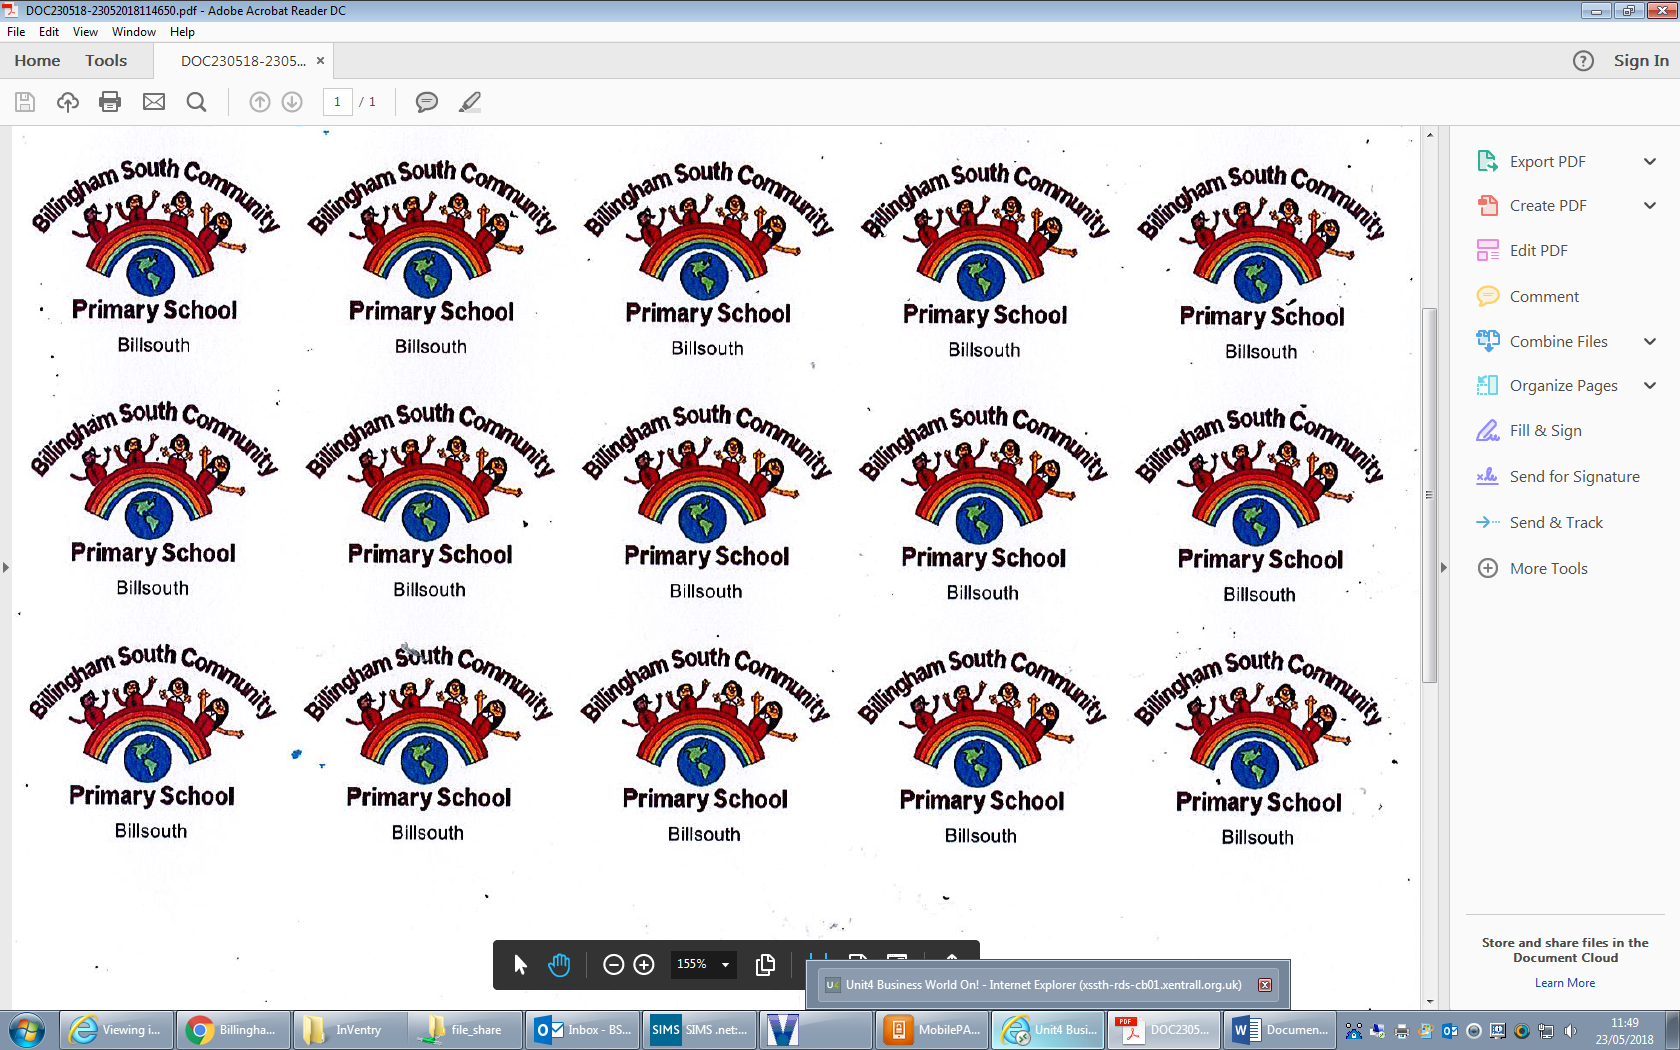 DOC230518-23052018114650.pdf - Adobe Acrobat Reader DC
File Edit View Window Help
Home Tools DOC230518-2305... × Sign In
1 / 1
Export PDF
Create PDF
Edit PDF
Comment
Combine Files
Organize Pages
Fill & Sign
Send for Signature
Send & Track
More Tools
Store and share files in the
Document Cloud
Learn More
Billingham South Community Billingham South Community Billingham South Community Billingham South Community Billingham South Community
Primary School Primary School Primary School Primary School Primary School
Billsouth Billsouth Billsouth Billsouth Billsouth
Billingham South Community Billingham South Community Billingham South Community Billingham South Community Billingham South Community
Primary School Primary School Primary School Primary School Primary School
Billsouth Billsouth Billsouth Billsouth Billsouth
Billingham South Community Billingham South Community Billingham South Community Billingham South Community Billingham South Community
Primary School Primary School Primary School Primary School Primary School
Billsouth Billsouth Billsouth Billsouth Billsouth
155%
U4 Unit4 Business World On! - Internet Explorer (xssth-rds-cb01.xentrall.org.uk)
Viewing i... Billingha... InVentry file_share Inbox - BS... SIMS SIMS .net:... MobilePA... Unit4 Busi... PDF DOC2305... Documen... 11:49
23/05/2018